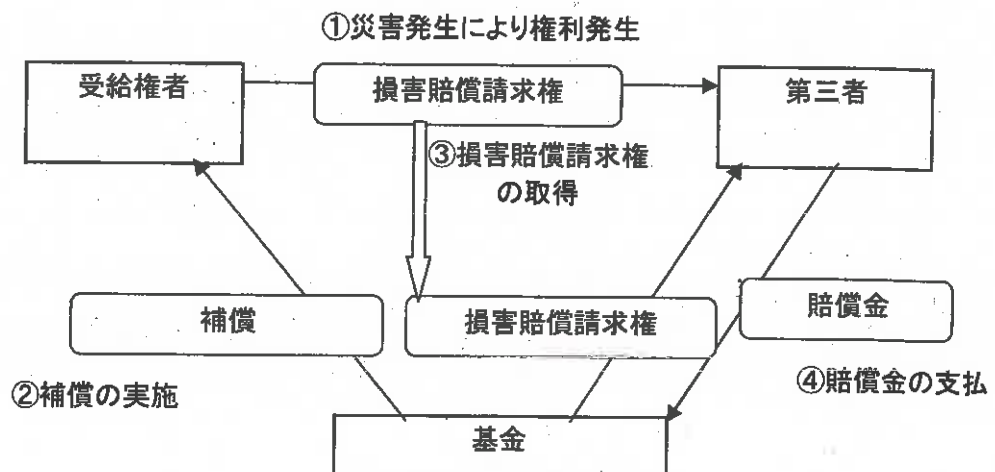 ①災害発生により権利発生
受給権者
損害賠償請求権
第三者
③損害賠償請求権
の取得
補償
損害賠償請求権
賠償金
②補償の実施
④賠償金の支払
基金